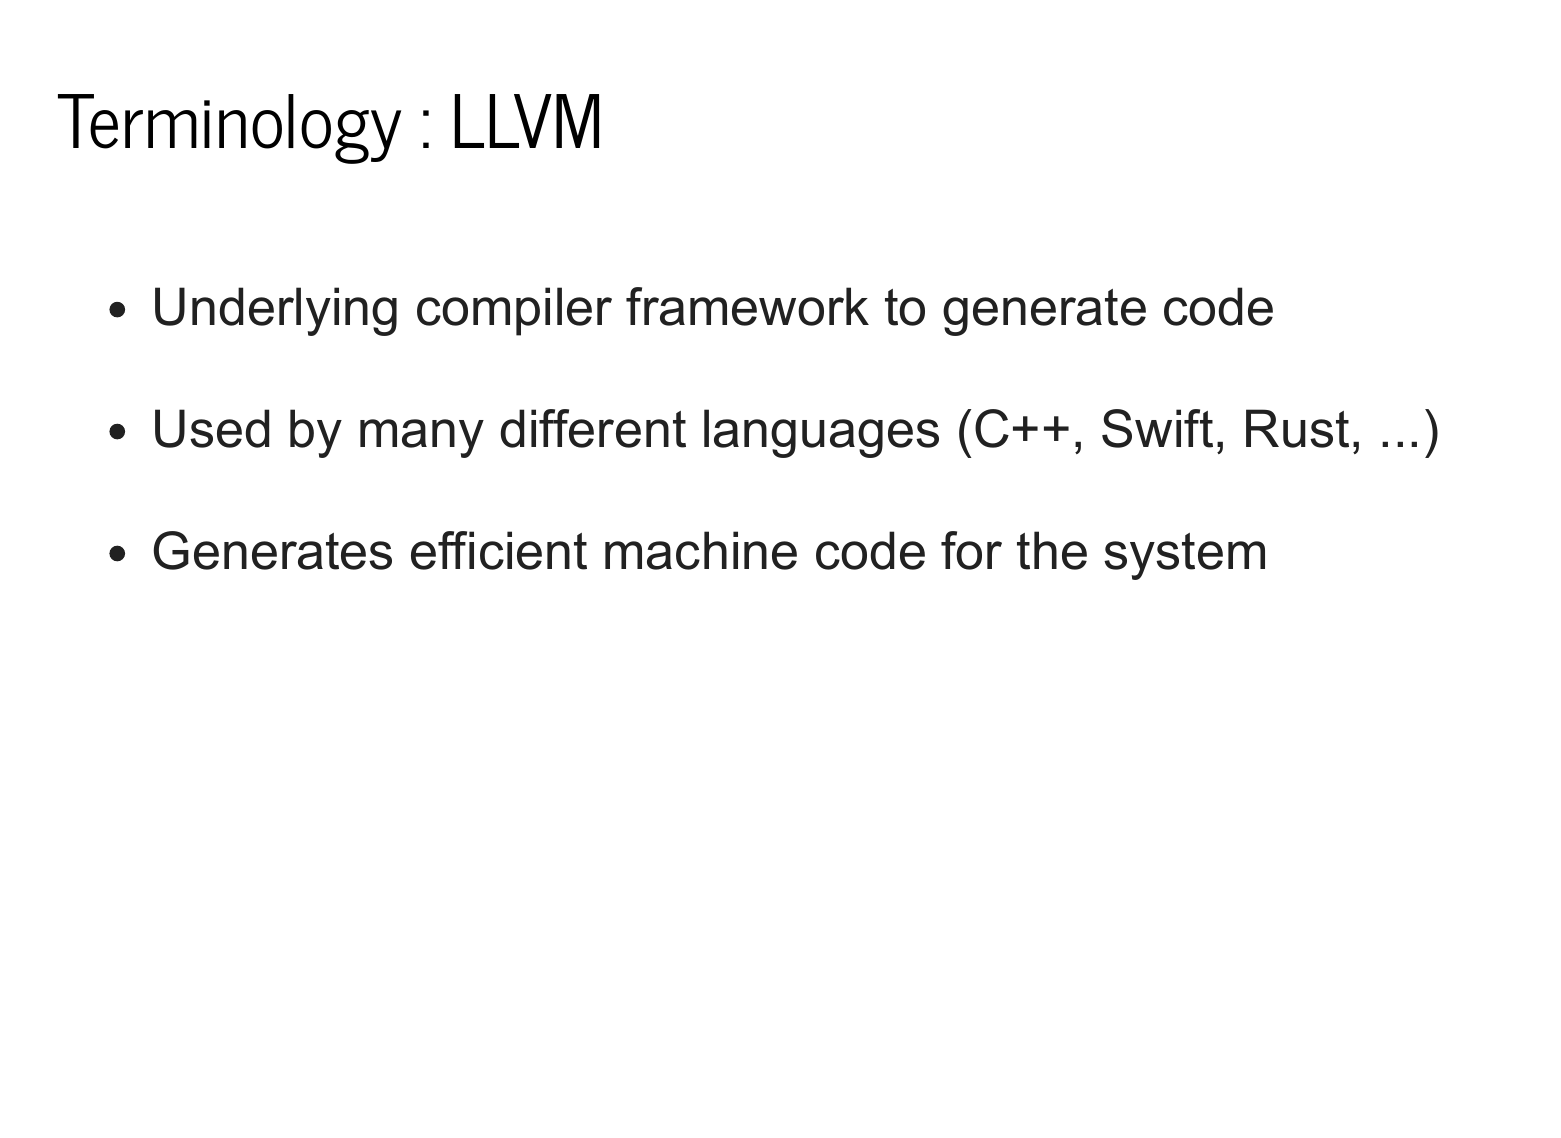 Terminology : LLVM
• Underlying compiler framework to generate code
• Used by many different languages (C++, Swift, Rust, ...)
• Generates efficient machine code for the system